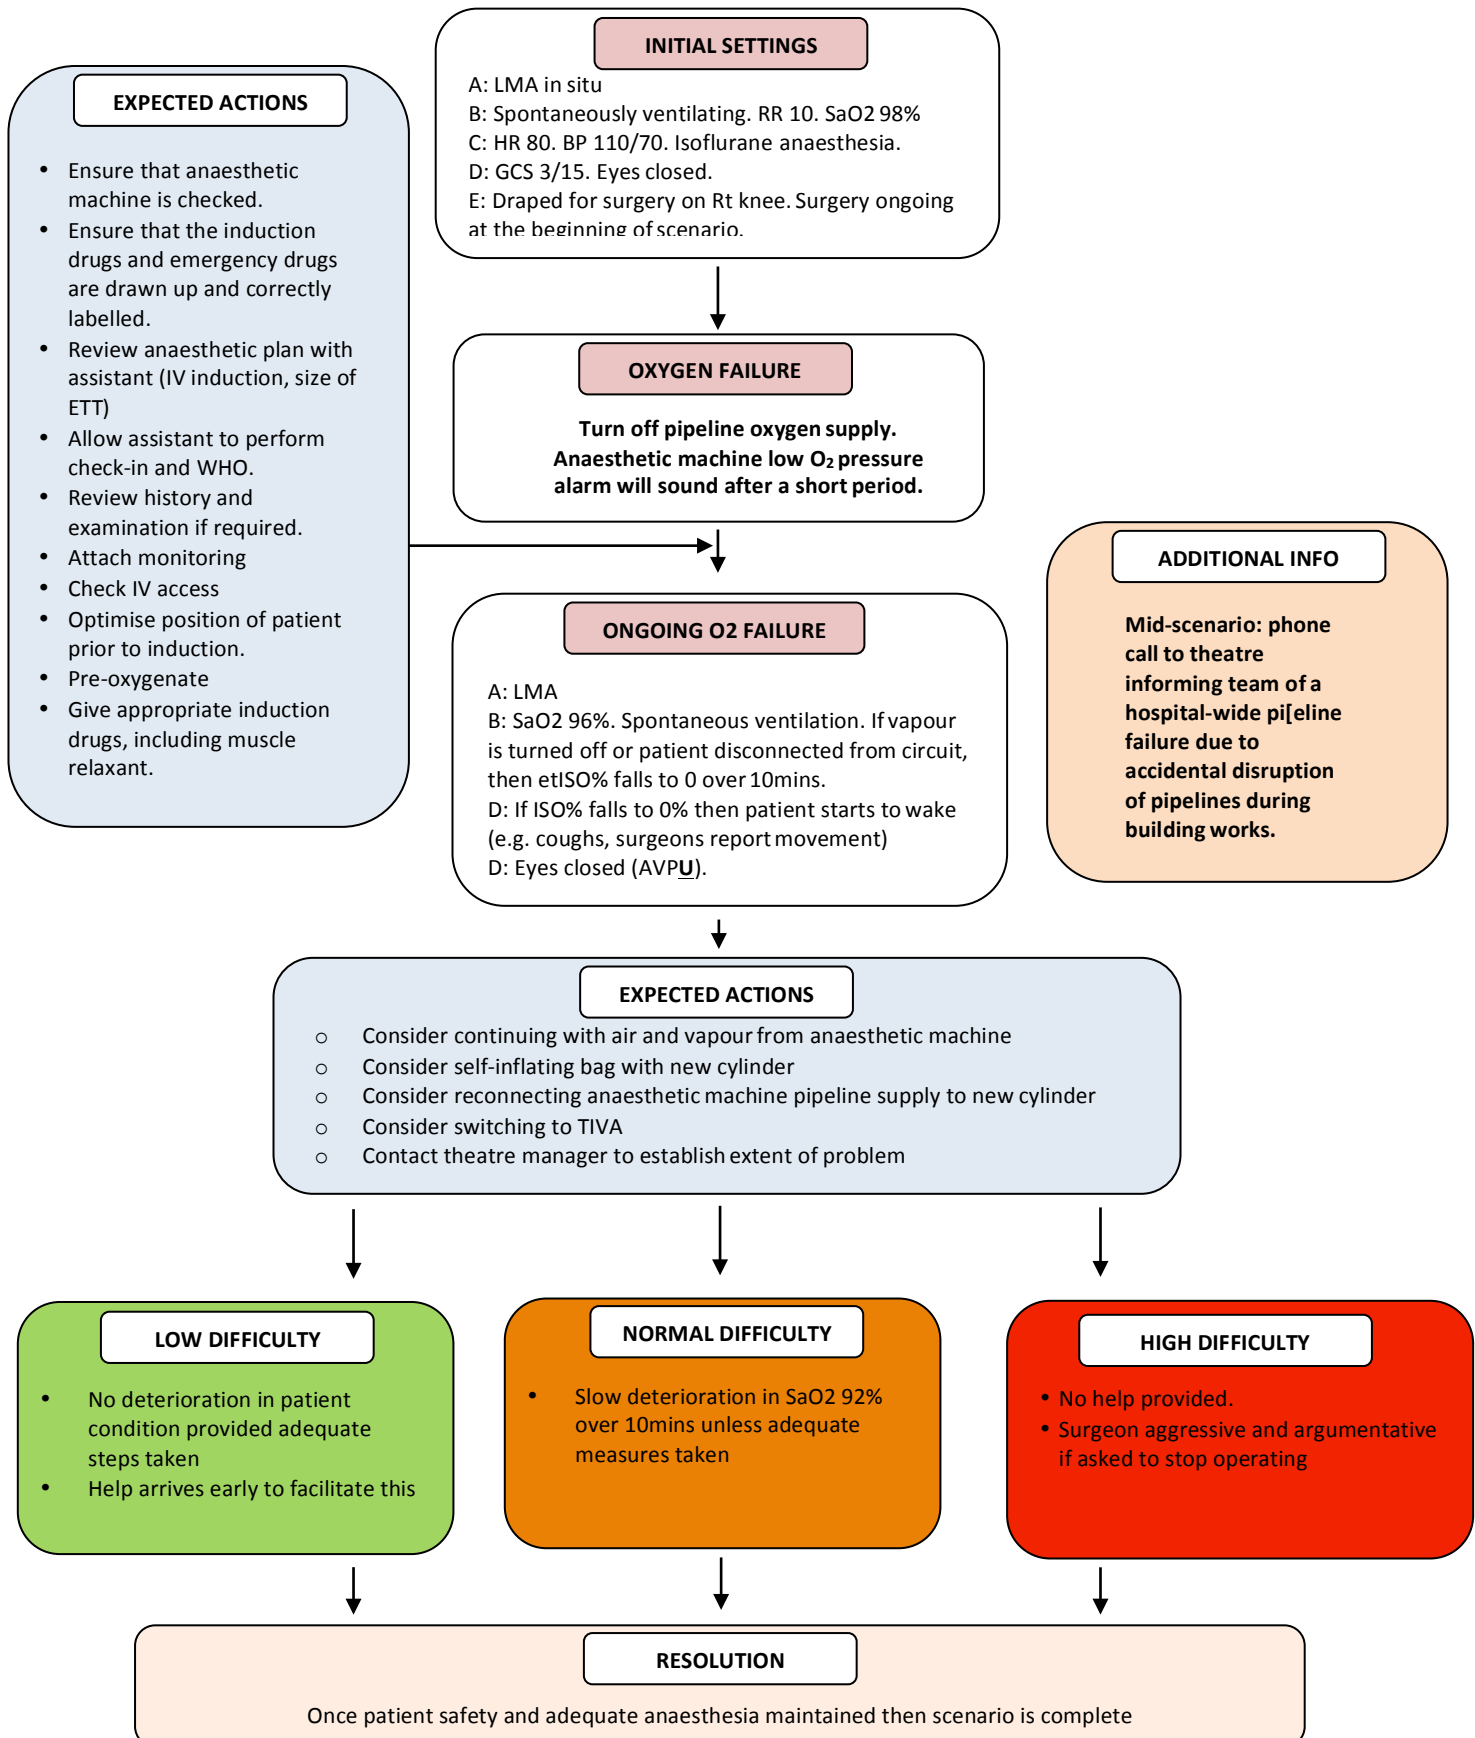 INITIAL SETTINGS
A: LMA in situ
B: Spontaneously ventilating. RR 10. SaO2 98%
C: HR 80. BP 110/70. Isoflurane anaesthesia.
D: GCS 3/15. Eyes closed.
E: Draped for surgery on Rt knee. Surgery ongoing
at the beginning of scenario.
EXPECTED ACTIONS
• Ensure that anaesthetic
machine is checked.
• Ensure that the induction
drugs and emergency drugs
are drawn up and correctly
labelled.
• Review anaesthetic plan with
assistant (IV induction, size of
ETT)
• Allow assistant to perform
check-in and WHO.
• Review history and
examination if required.
• Attach monitoring
• Check IV access
• Optimise position of patient
prior to induction.
• Pre-oxygenate
• Give appropriate induction
drugs, including muscle
relaxant.
OXYGEN FAILURE
Turn off pipeline oxygen supply.
Anaesthetic machine low O₂ pressure
alarm will sound after a short period.
ONGOING O2 FAILURE
A: LMA
B: SaO2 96%. Spontaneous ventilation. If vapour
is turned off or patient disconnected from circuit,
then etISO% falls to 0 over 10mins.
D: If ISO% falls to 0% then patient starts to wake
(e.g. coughs, surgeons report movement)
D: Eyes closed (AVPU).
ADDITIONAL INFO
Mid-scenario: phone
call to theatre
informing team of a
hospital-wide pi[eline
failure due to
accidental disruption
of pipelines during
building works.
EXPECTED ACTIONS
o Consider continuing with air and vapour from anaesthetic machine
o Consider self-inflating bag with new cylinder
o Consider reconnecting anaesthetic machine pipeline supply to new cylinder
o Consider switching to TIVA
o Contact theatre manager to establish extent of problem
LOW DIFFICULTY
• No deterioration in patient
condition provided adequate
steps taken
• Help arrives early to facilitate this
NORMAL DIFFICULTY
• Slow deterioration in SaO2 92%
over 10mins unless adequate
measures taken
HIGH DIFFICULTY
• No help provided.
• Surgeon aggressive and argumentative
if asked to stop operating
RESOLUTION
Once patient safety and adequate anaesthesia maintained then scenario is complete